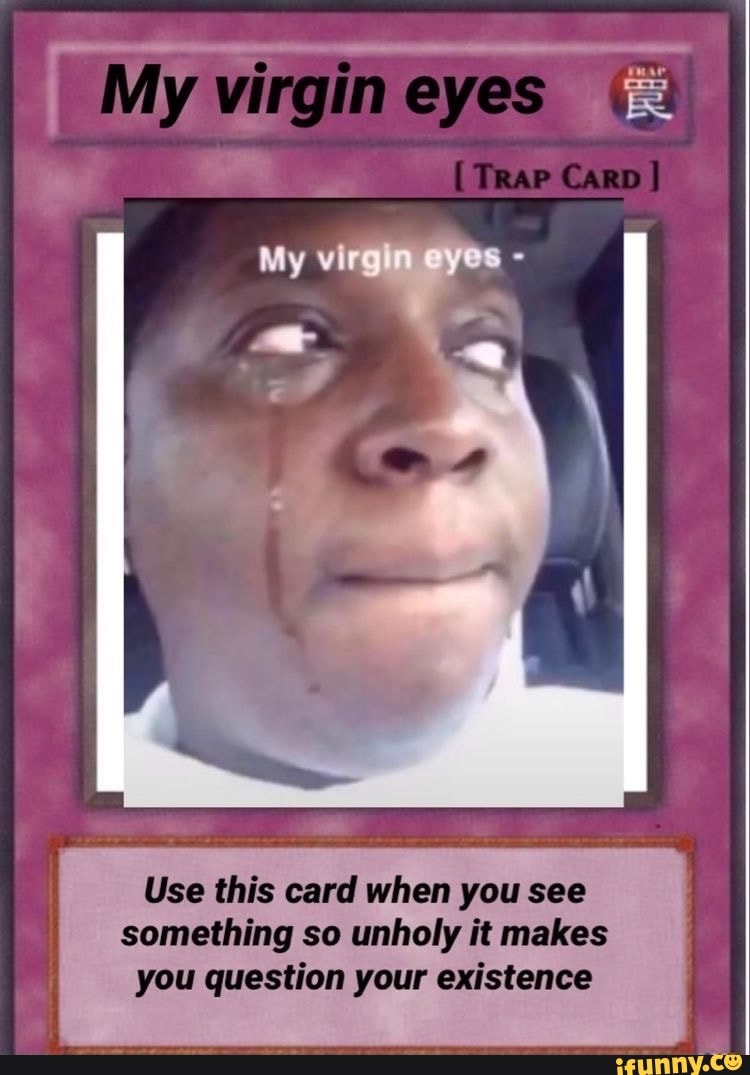 My virgin eyes
TRAP
罠
[ TRAP CARD ]
My virgin eyes -
Use this card when you see
something so unholy it makes
you question your existence
ifunny.co